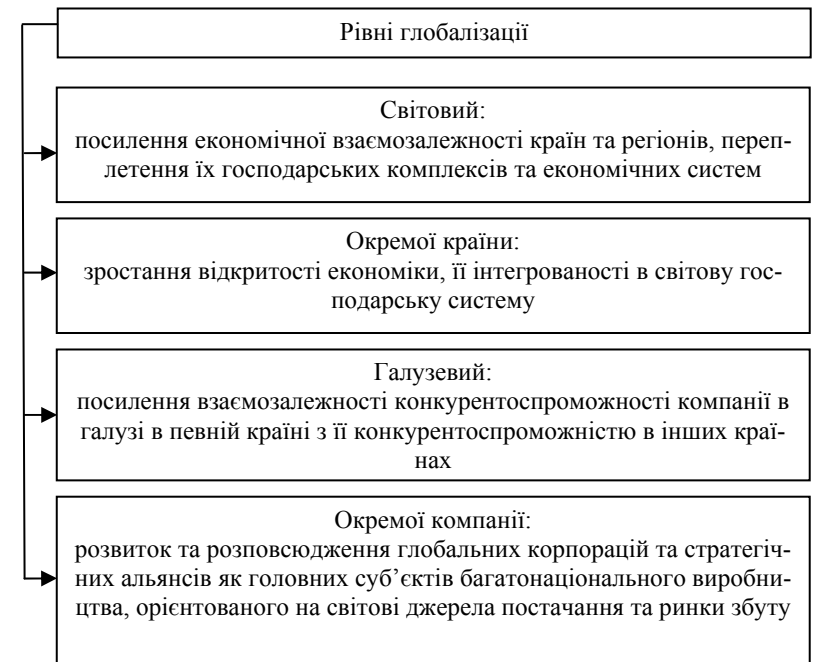 Рівні глобалізації
Світовий:
посилення економічної взаємозалежності країн та регіонів, переп-
летення їх господарських комплексів та економічних систем
Окремої країни:
зростання відкритості економіки, її інтегрованості в світову гос-
подарську систему
Галузевий:
посилення взаємозалежності конкурентоспроможності компанії в
галузі в певній країні з її конкурентоспроможністю в інших краї-
нах
Окремої компанії:
розвиток та розповсюдження глобальних корпорацій та стратегіч-
них альянсів як головних суб’єктів багатонаціонального виробни-
цтва, орієнтованого на світові джерела постачання та ринки збуту